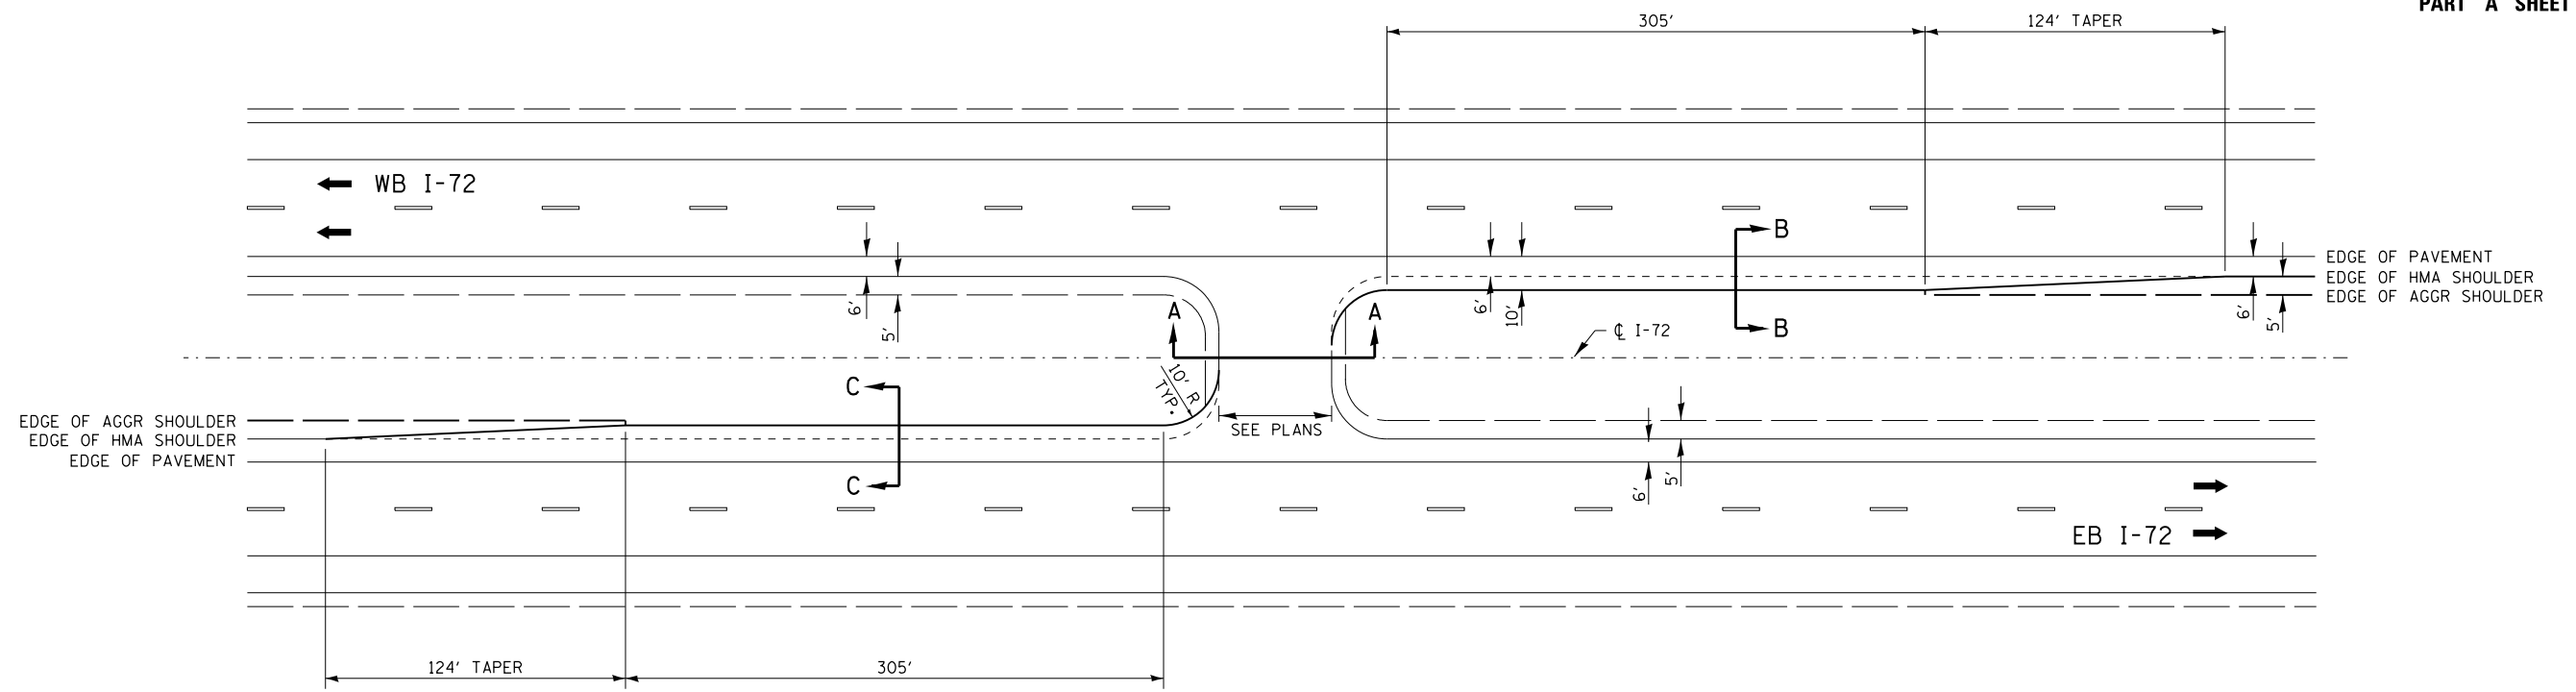 PART A SHEET
305'
124' TAPER
WB I-72
B
6'
5'
6'
10'
EDGE OF PAVEMENT
EDGE OF HMA SHOULDER
EDGE OF AGGR SHOULDER
6'
5'
A
A
B
℄ I-72
C
10' R
TYP.
EDGE OF AGGR SHOULDER
EDGE OF HMA SHOULDER
EDGE OF PAVEMENT
SEE PLANS
C
6'
5'
EB I-72
124' TAPER
305'